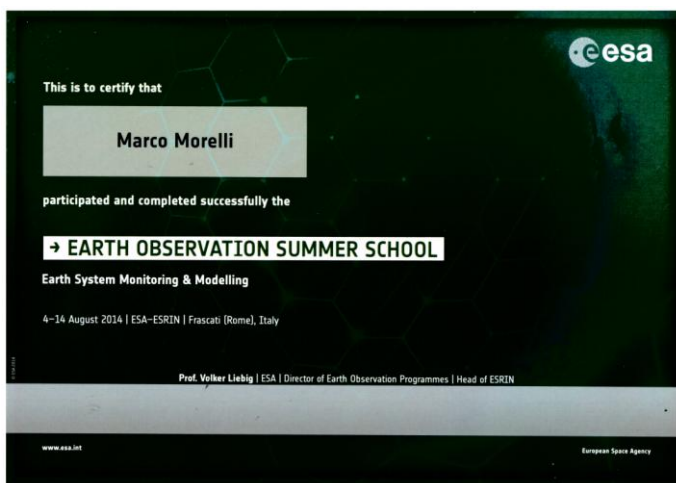 esa
This is to certify that
Marco Morelli
participated and completed successfully the
→ EARTH OBSERVATION SUMMER SCHOOL
Earth System Monitoring & Modelling
4–14 August 2014 | ESA–ESRIN | Frascati (Rome), Italy
Prof. Volker Liebig | ESA | Director of Earth Observation Programmes | Head of ESRIN
www.esa.int
European Space Agency